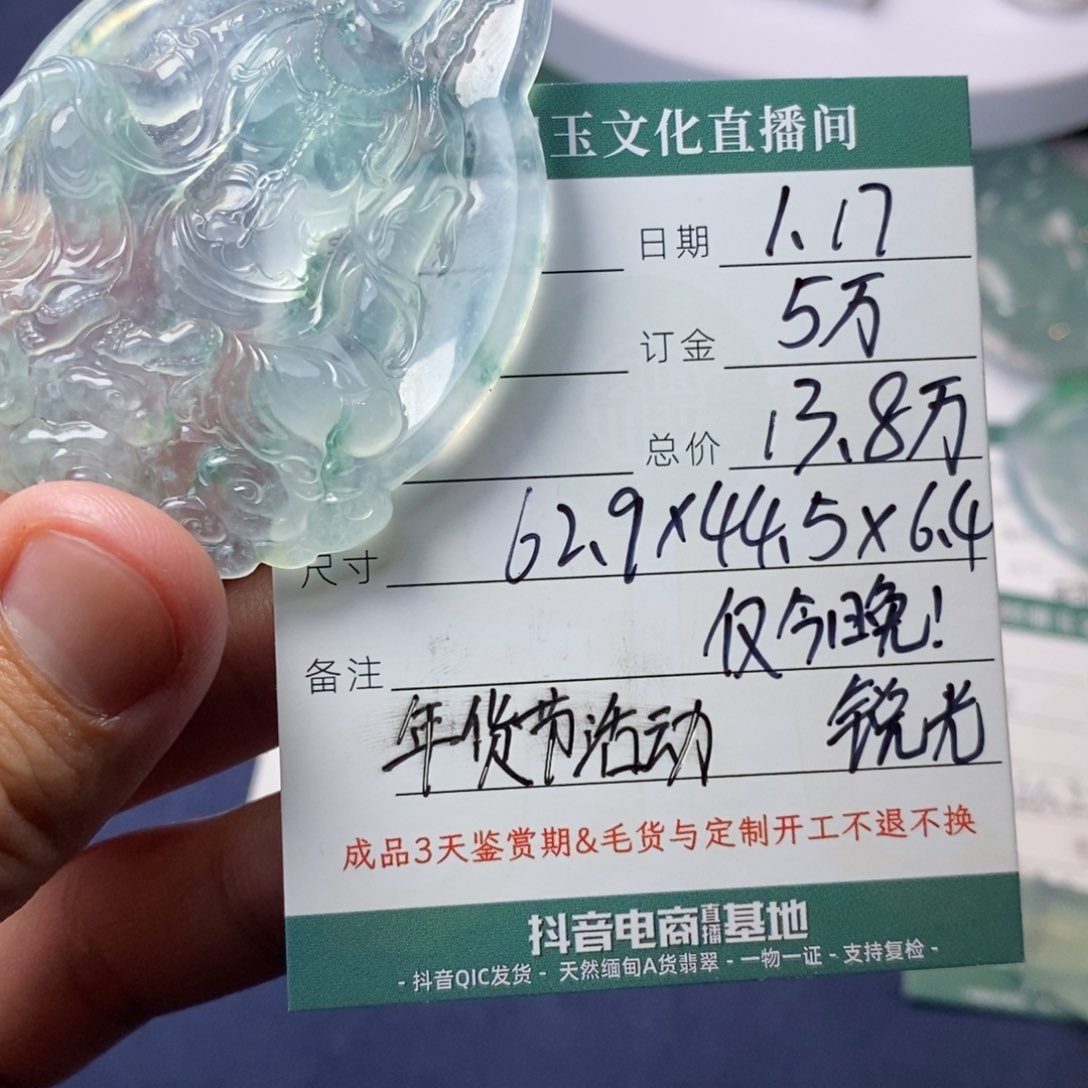 玉文化直播间
日期 1.17
订金 5万
总价 13.8万
尺寸 62.9×44.5×6.4
仅今日晚!
备注
年货节活动 锐光
成品3天鉴赏期&毛货与定制开工不退不换
抖音电商直播基地
- 抖音QIC发货 - 天然缅甸A货翡翠 - 一物一证 - 支持复检 -